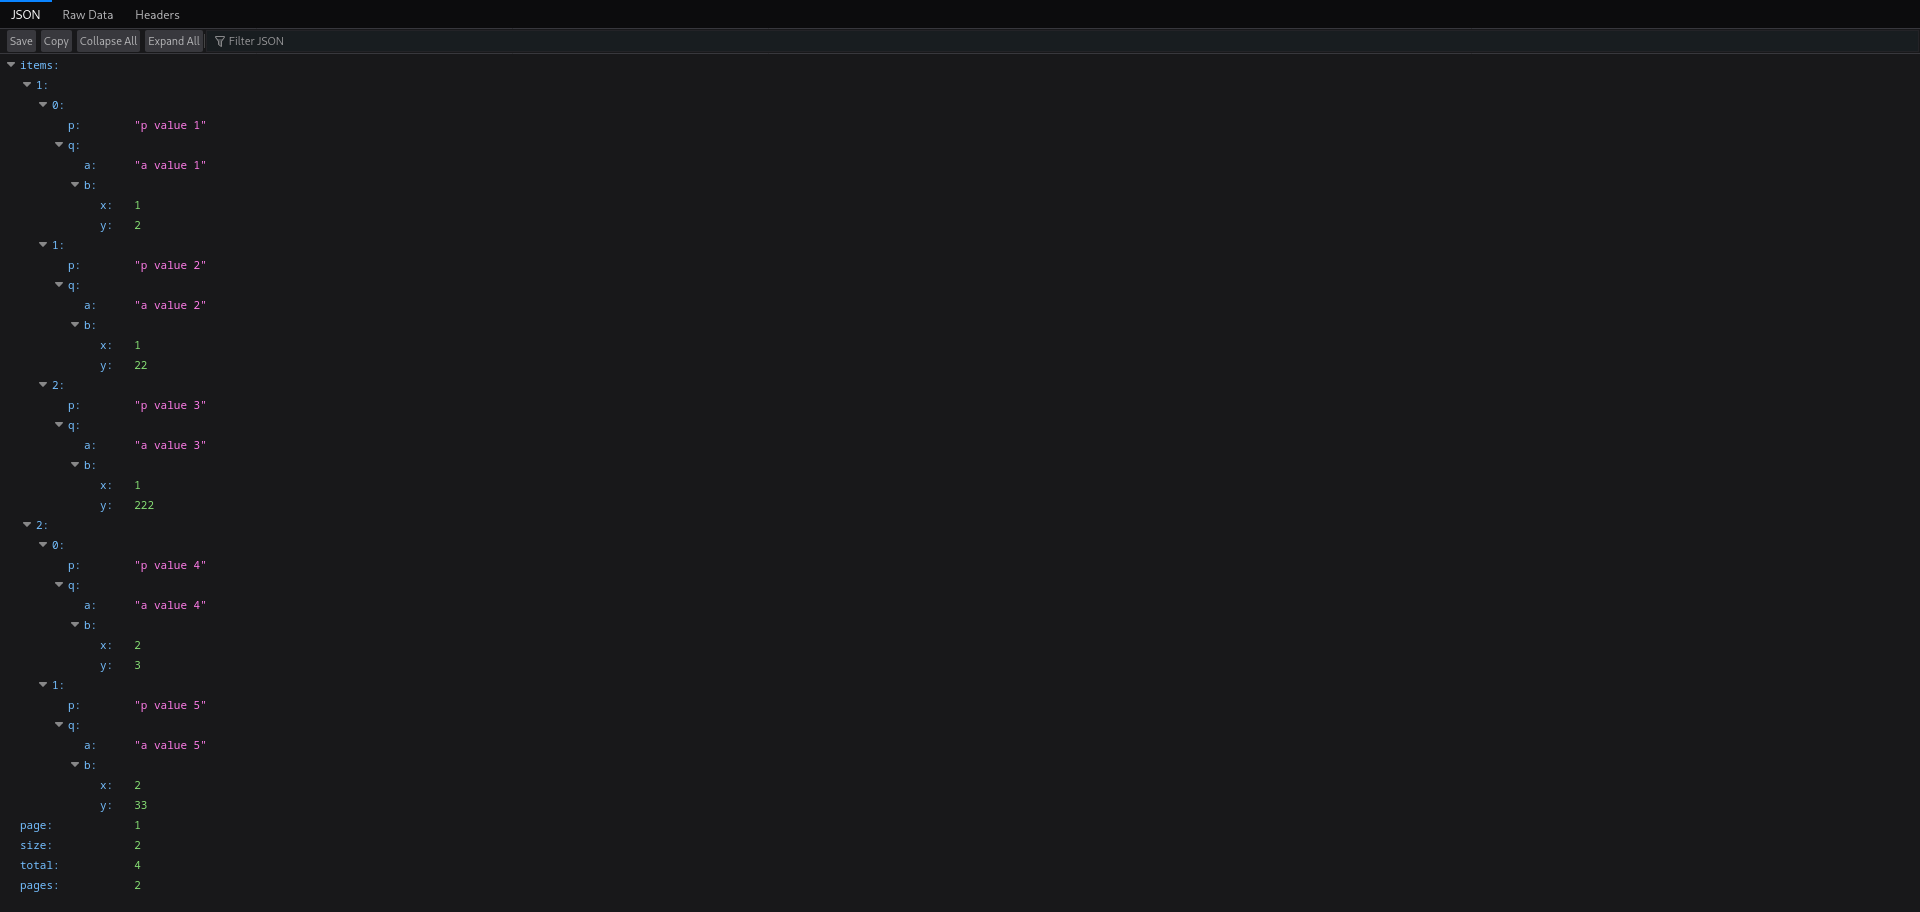 JSON Raw Data Headers
Save Copy Collapse All Expand All Filter JSON
items:
1:
0:
p: "p value 1"
q:
a: "a value 1"
b:
x: 1
y: 2
1:
p: "p value 2"
q:
a: "a value 2"
b:
x: 1
y: 22
2:
p: "p value 3"
q:
a: "a value 3"
b:
x: 1
y: 222
2:
0:
p: "p value 4"
q:
a: "a value 4"
b:
x: 2
y: 3
1:
p: "p value 5"
q:
a: "a value 5"
b:
x: 2
y: 33
page: 1
size: 2
total: 4
pages: 2